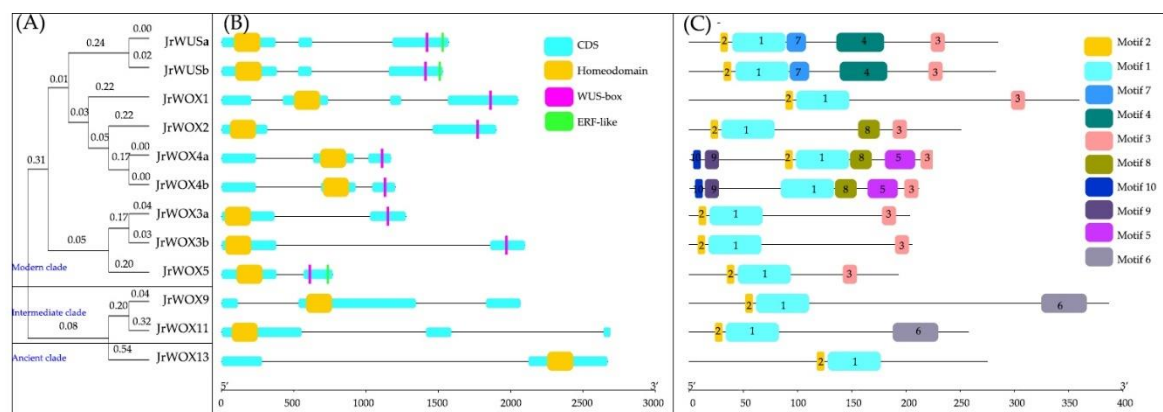 (A)
0.00
0.24
JrWUSa
0.02
JrWUSb
0.01
0.22
JrWOX1
0.03
0.22
JrWOX2
0.05
0.00
0.17
JrWOX4a
0.31
0.00
JrWOX4b
0.04
0.17
JrWOX3a
0.03
JrWOX3b
0.05
0.20
JrWOX5
Modern clade
0.04
0.20
JrWOX9
Intermediate clade
0.32
0.08
JrWOX11
0.54
Ancient clade
JrWOX13
(B)
CDS
Homeodomain
WUS-box
ERF-like
5' 3'
0 500 1000 1500 2000 2500 3000
(C) -
2 1 7 4 3
2 1 7 4 3
2 1 3
2 1 8 3
10 9 2 1 8 5 3
9 1 8 5 3
2 1 3
2 1 3
2 1 3
2 1 6
2 1 6
2 1
5' 3'
0 50 100 150 200 250 300 350 400
Motif 2
Motif 1
Motif 7
Motif 4
Motif 3
Motif 8
Motif 10
Motif 9
Motif 5
Motif 6